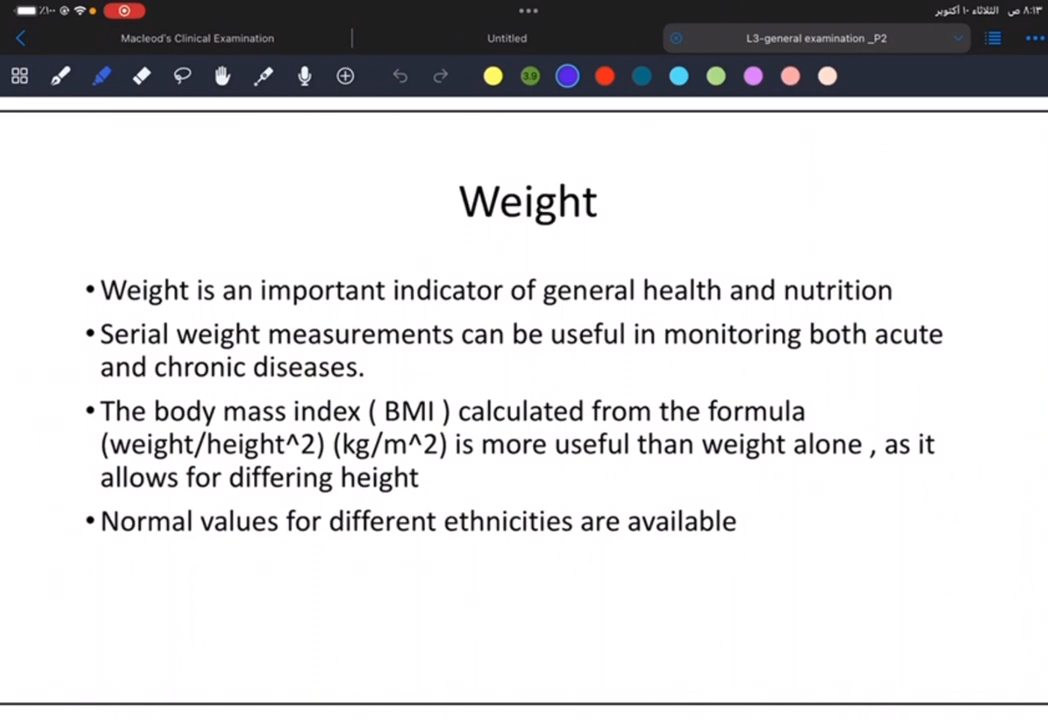 ٪١٠٠
٨:١٣ ص الثلاثاء ١٠ أكتوبر
Macleod's Clinical Examination
Untitled
L3-general examination _P2
3.9
Weight
• Weight is an important indicator of general health and nutrition
• Serial weight measurements can be useful in monitoring both acute
and chronic diseases.
• The body mass index ( BMI ) calculated from the formula
(weight/height^2) (kg/m^2) is more useful than weight alone , as it
allows for differing height
• Normal values for different ethnicities are available